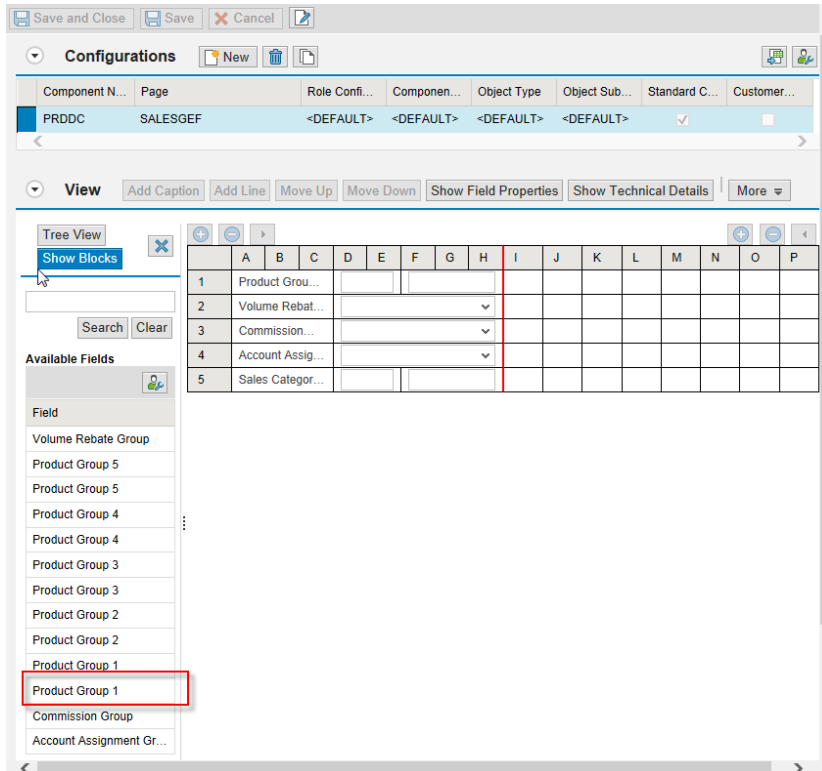 Save and Close Save Cancel
Configurations New
Component N... Page Role Confi... Componen... Object Type Object Sub... Standard C... Customer...
PRDDC SALESGEF <DEFAULT> <DEFAULT> <DEFAULT> <DEFAULT>
View Add Caption Add Line Move Up Move Down Show Field Properties Show Technical Details More
Tree View
Show Blocks
Search Clear
Available Fields
Field
Volume Rebate Group
Product Group 5
Product Group 5
Product Group 4
Product Group 4
Product Group 3
Product Group 3
Product Group 2
Product Group 2
Product Group 1
Product Group 1
Commission Group
Account Assignment Gr...
A B C D E F G H I J K L M N O P
1 Product Grou...
2 Volume Rebat...
3 Commission...
4 Account Assig...
5 Sales Categor...